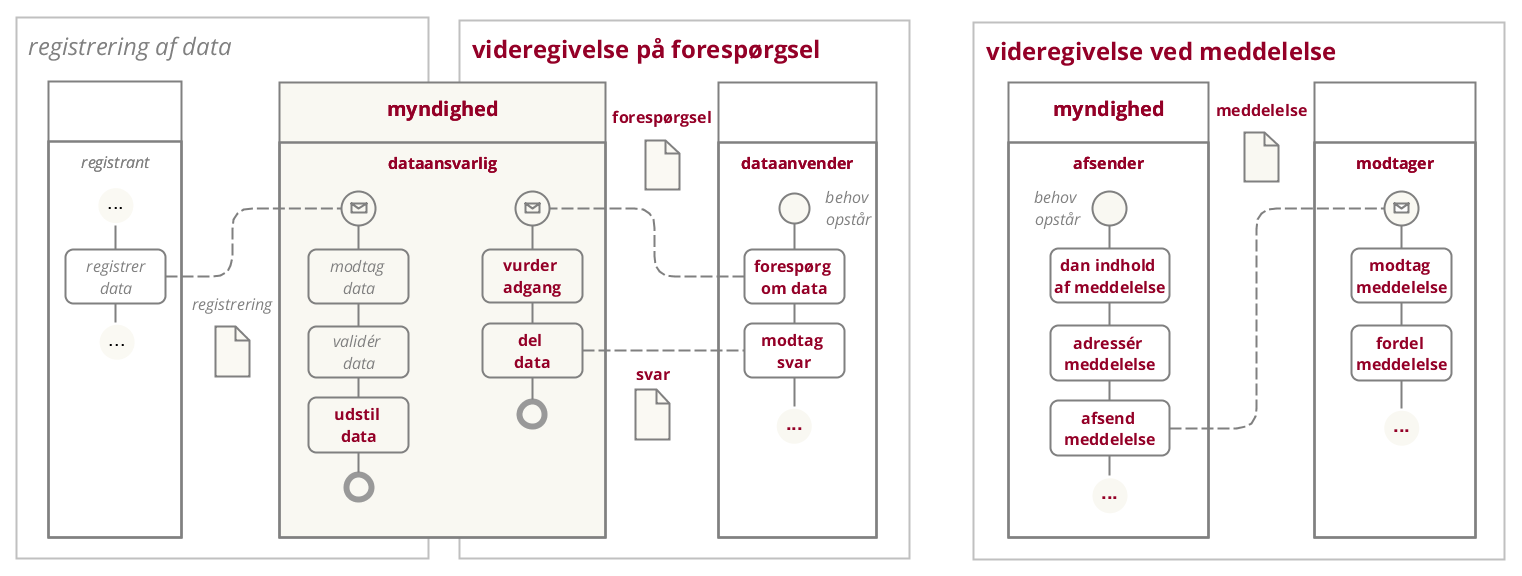 registrering af data
registrant
...
registrer
data
...
registrering
videregivelse på forespørgsel
myndighed
dataansvarlig
modtag
data
validér
data
udstil
data
vurder
adgang
del
data
forespørgsel
svar
dataanvender
behov
opstår
forespørg
om data
modtag
svar
...
videregivelse ved meddelelse
myndighed
afsender
behov
opstår
dan indhold
af meddelelse
adressér
meddelelse
afsend
meddelelse
...
meddelelse
modtager
modtag
meddelelse
fordel
meddelelse
...